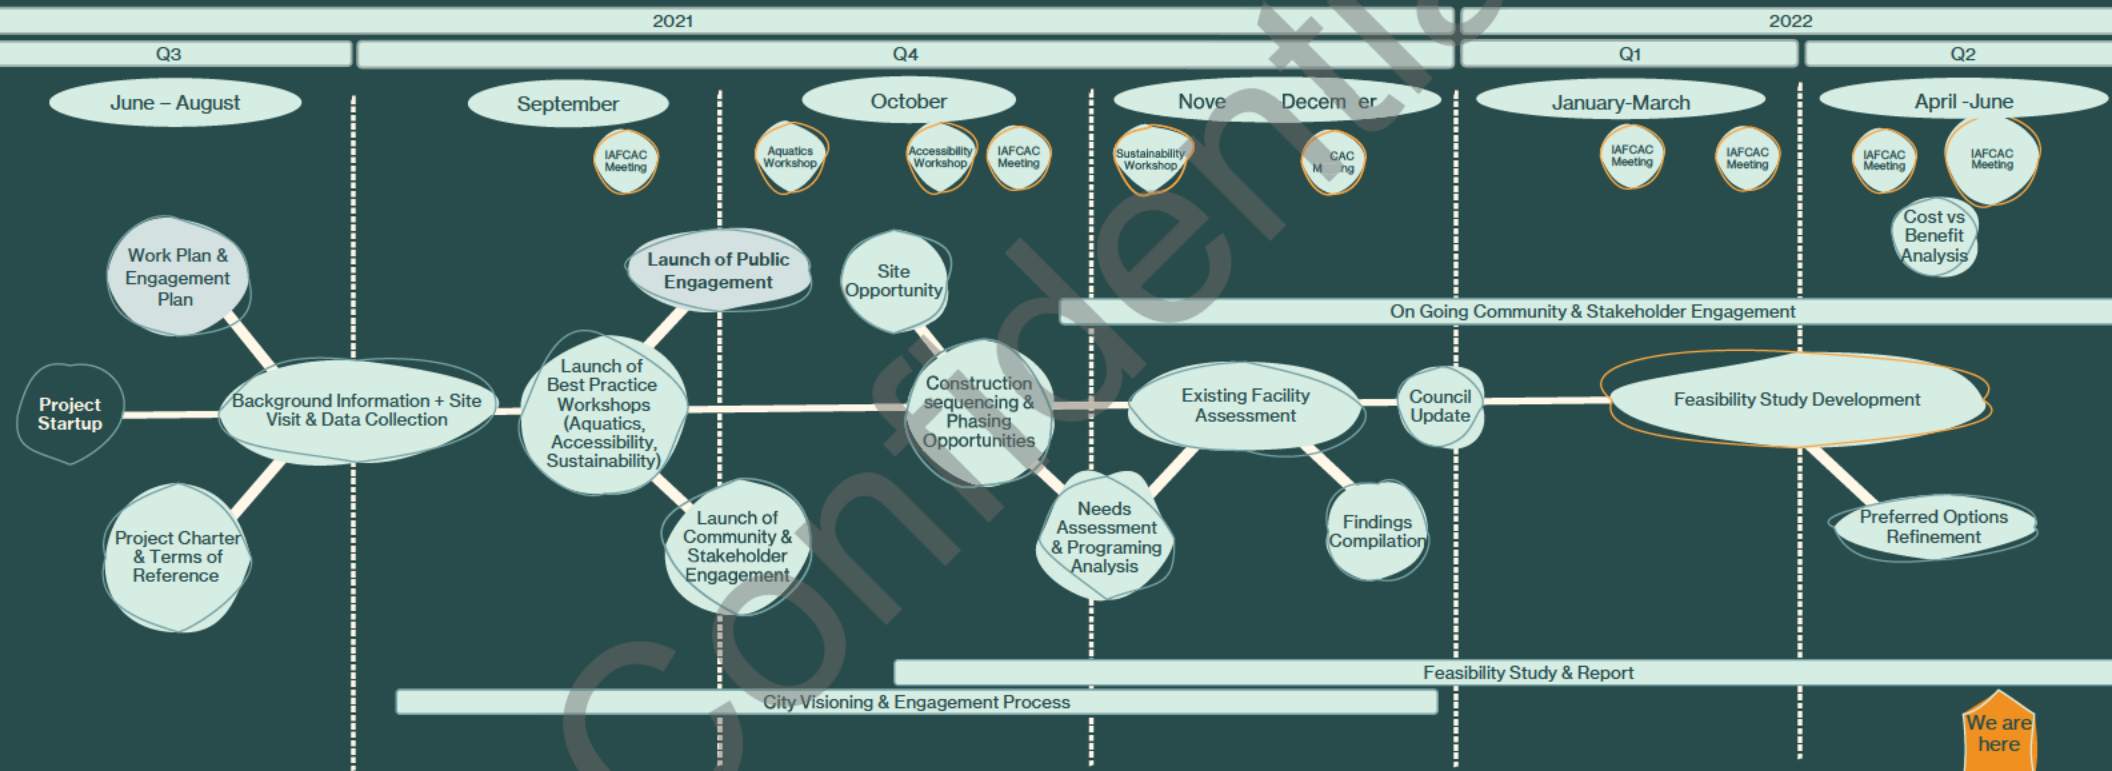 2021
2022
Q3
Q4
Q1
Q2
June – August
September
October
Nove Decem er
January-March
April -June
IAFCAC
Meeting
Aquatics
Workshop
Accessibility
Workshop
IAFCAC
Meeting
Sustainability
Workshop
CAC
M ng
IAFCAC
Meeting
IAFCAC
Meeting
IAFCAC
Meeting
IAFCAC
Meeting
Cost vs
Benefit
Analysis
Work Plan &
Engagement
Plan
Launch of Public
Engagement
Site
Opportunity
On Going Community & Stakeholder Engagement
Project
Startup
Background Information + Site
Visit & Data Collection
Launch of
Best Practice
Workshops
(Aquatics,
Accessibility,
Sustainability)
Construction
sequencing &
Phasing
Opportunities
Existing Facility
Assessment
Council
Update
Feasibility Study Development
Project Charter
& Terms of
Reference
Launch of
Community &
Stakeholder
Engagement
Needs
Assessment
& Programing
Analysis
Findings
Compilation
Preferred Options
Refinement
Feasibility Study & Report
City Visioning & Engagement Process
We are
here
Confidentia